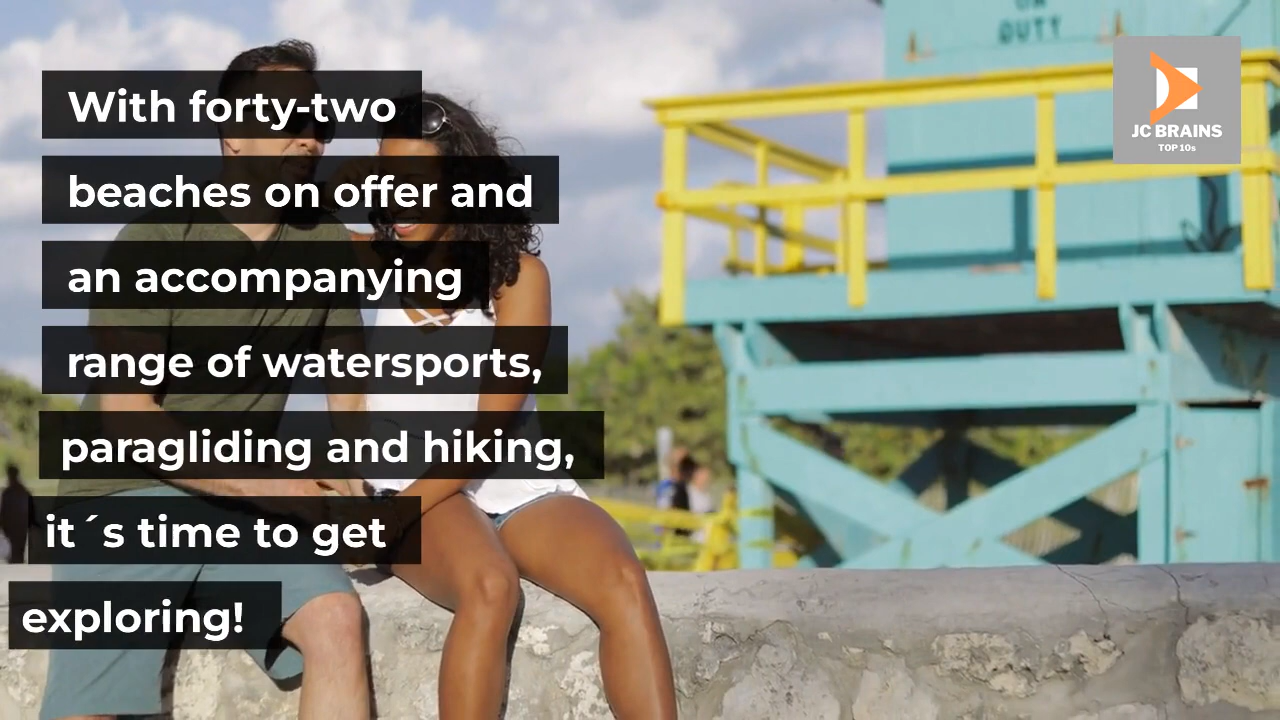 With forty-two
beaches on offer and
an accompanying
range of watersports,
paragliding and hiking,
it´s time to get
exploring!
DUTY
JC BRAINS
TOP 10s